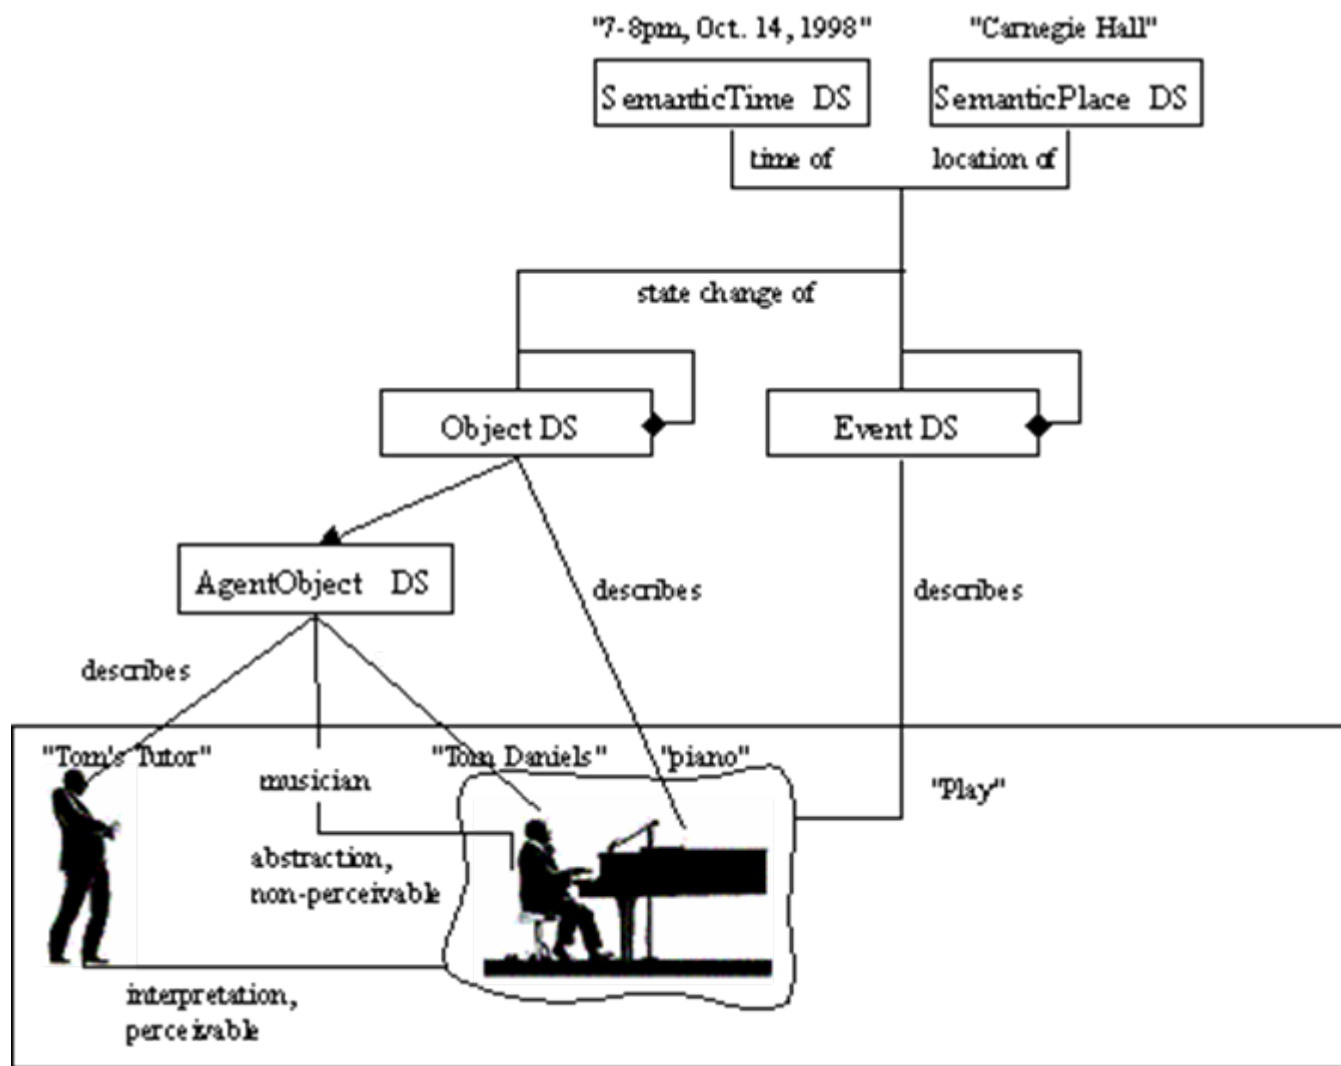 "7-8pm, Oct. 14, 1998"
"Carnegie Hall"
SemanticTime DS
SemanticPlace DS
time of
location of
state change of
Object DS
Event DS
AgentObject DS
describes
describes
describes
"Tom's Tutor"
"Tom Daniels"
"piano"
musician
"Play"
abstraction,
non-perceivable
interpretation,
perceivable